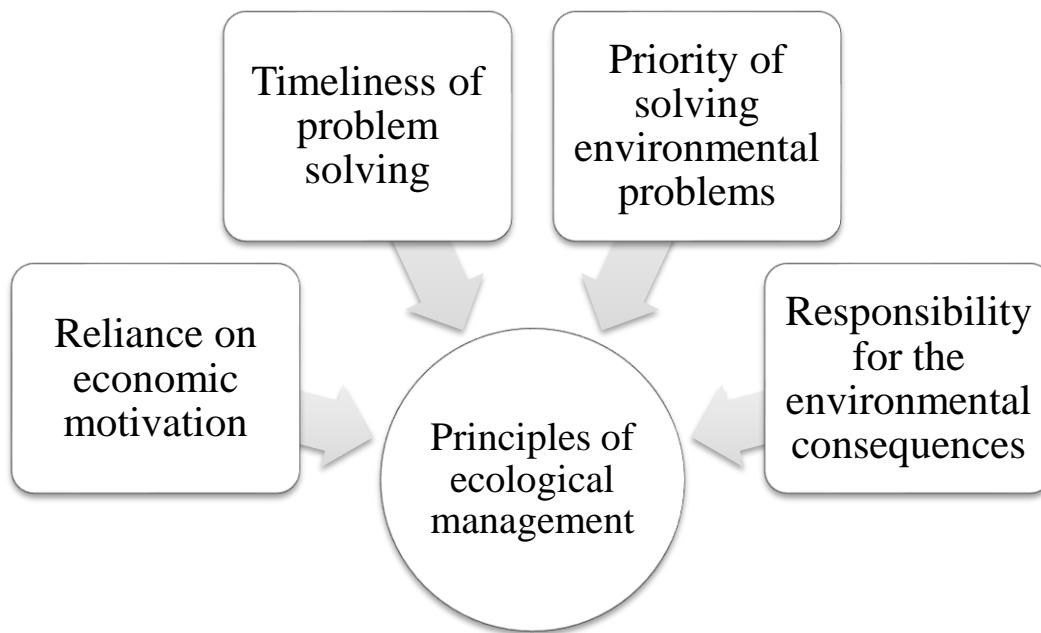 Timeliness of
problem
solving
Priority of
solving
environmental
problems
Reliance on
economic
motivation
Responsibility
for the
environmental
consequences
Principles of
ecological
management